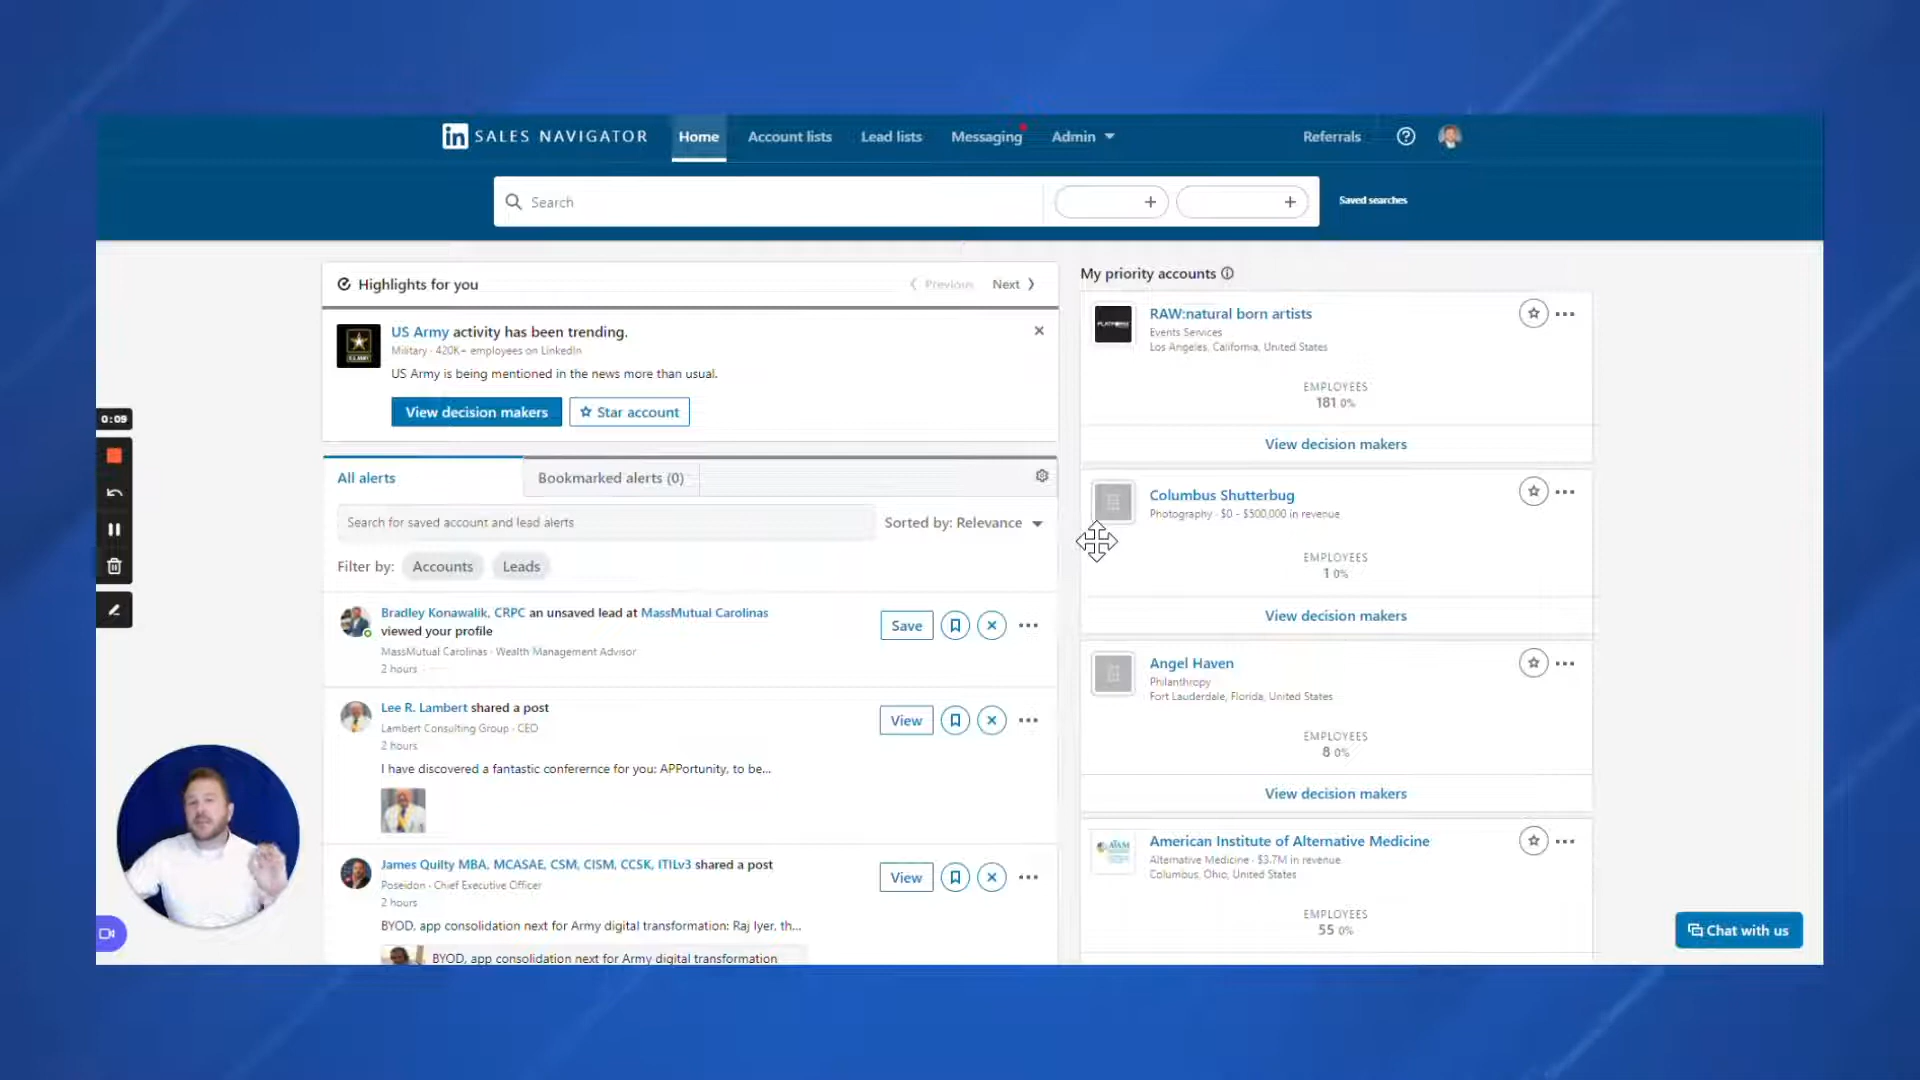 in SALES NAVIGATOR
Home
Account lists
Lead lists
Messaging
Admin
Referrals
Search
Saved searches
Highlights for you
Previous
Next
US Army activity has been trending.
Military · 420K+ employees on LinkedIn
US Army is being mentioned in the news more than usual.
View decision makers
Star account
All alerts
Bookmarked alerts (0)
Search for saved account and lead alerts
Sorted by: Relevance
Filter by:
Accounts
Leads
Bradley Konawalik, CRPC an unsaved lead at MassMutual Carolinas
viewed your profile
MassMutual Carolinas · Wealth Management Advisor
2 hours
Save
Lee R. Lambert shared a post
Lambert Consulting Group · CEO
2 hours
I have discovered a fantastic conferernce for you: APPortunity, to be...
View
James Quilty MBA, MCASAE, CSM, CISM, CCSK, ITILv3 shared a post
Poseidon · Chief Executive Officer
2 hours
BYOD, app consolidation next for Army digital transformation: Raj Iyer, th...
BYOD, app consolidation next for Army digital transformation
View
My priority accounts
RAW:natural born artists
Events Services
Los Angeles, California, United States
EMPLOYEES
181 0%
View decision makers
Columbus Shutterbug
Photography · $0 - $500,000 in revenue
EMPLOYEES
1 0%
View decision makers
Angel Haven
Philanthropy
Fort Lauderdale, Florida, United States
EMPLOYEES
8 0%
View decision makers
American Institute of Alternative Medicine
Alternative Medicine · $3.7M in revenue
Columbus, Ohio, United States
EMPLOYEES
55 0%
Chat with us
0:09